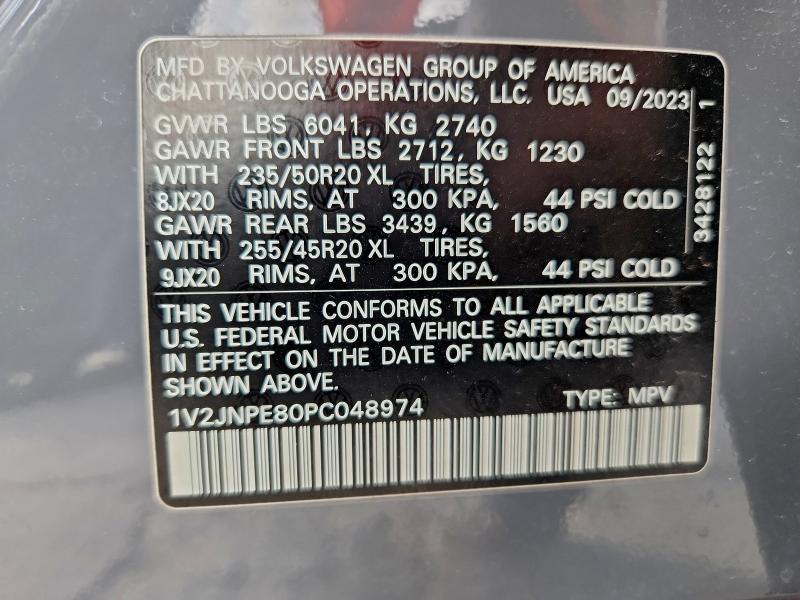 MFD BY VOLKSWAGEN GROUP OF AMERICA
CHATTANOOGA OPERATIONS, LLC. USA 09/2023
GVWR LBS 6041, KG 2740
GAWR FRONT LBS 2712, KG 1230
WITH 235/50R20 XL TIRES,
8JX20 RIMS, AT 300 KPA, 44 PSI COLD
GAWR REAR LBS 3439, KG 1560
WITH 255/45R20 XL TIRES,
9JX20 RIMS, AT 300 KPA, 44 PSI COLD
3428122 1
THIS VEHICLE CONFORMS TO ALL APPLICABLE
U.S. FEDERAL MOTOR VEHICLE SAFETY STANDARDS
IN EFFECT ON THE DATE OF MANUFACTURE
SHOWN ABOVE.
1V2JNPE80PC048974 TYPE: MPV